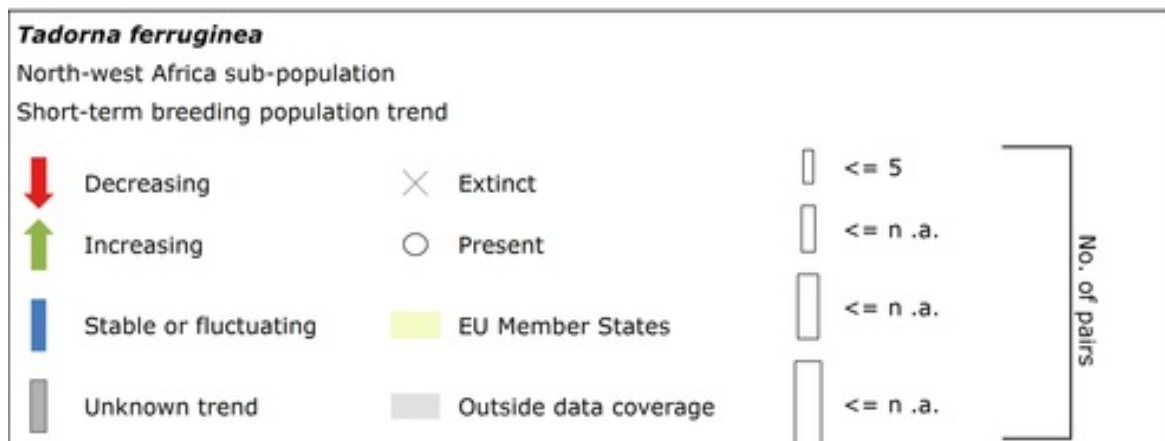 Tadorna ferruginea
North-west Africa sub-population
Short-term breeding population trend
Decreasing
Increasing
Stable or fluctuating
Unknown trend
Extinct
Present
EU Member States
Outside data coverage
<= 5
<= n .a.
<= n .a.
<= n .a.
No. of pairs